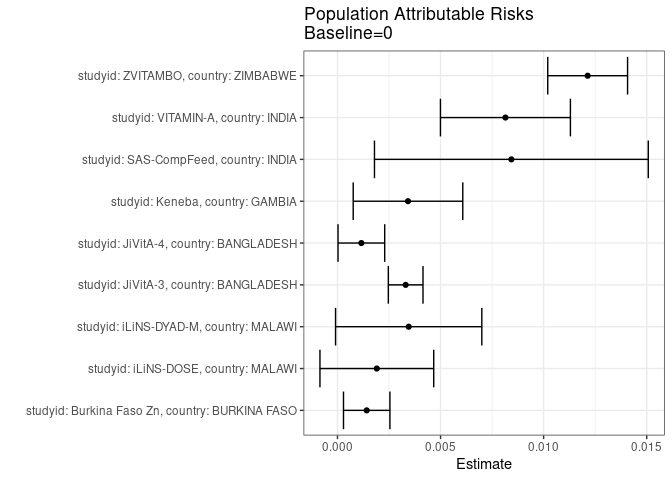 Population Attributable Risks
Baseline=0
studyid: ZVITAMBO, country: ZIMBABWE
studyid: VITAMIN-A, country: INDIA
studyid: SAS-CompFeed, country: INDIA
studyid: Keneba, country: GAMBIA
studyid: JiVitA-4, country: BANGLADESH
studyid: JiVitA-3, country: BANGLADESH
studyid: iLiNS-DYAD-M, country: MALAWI
studyid: iLiNS-DOSE, country: MALAWI
studyid: Burkina Faso Zn, country: BURKINA FASO
0.000 0.005 0.010 0.015
Estimate